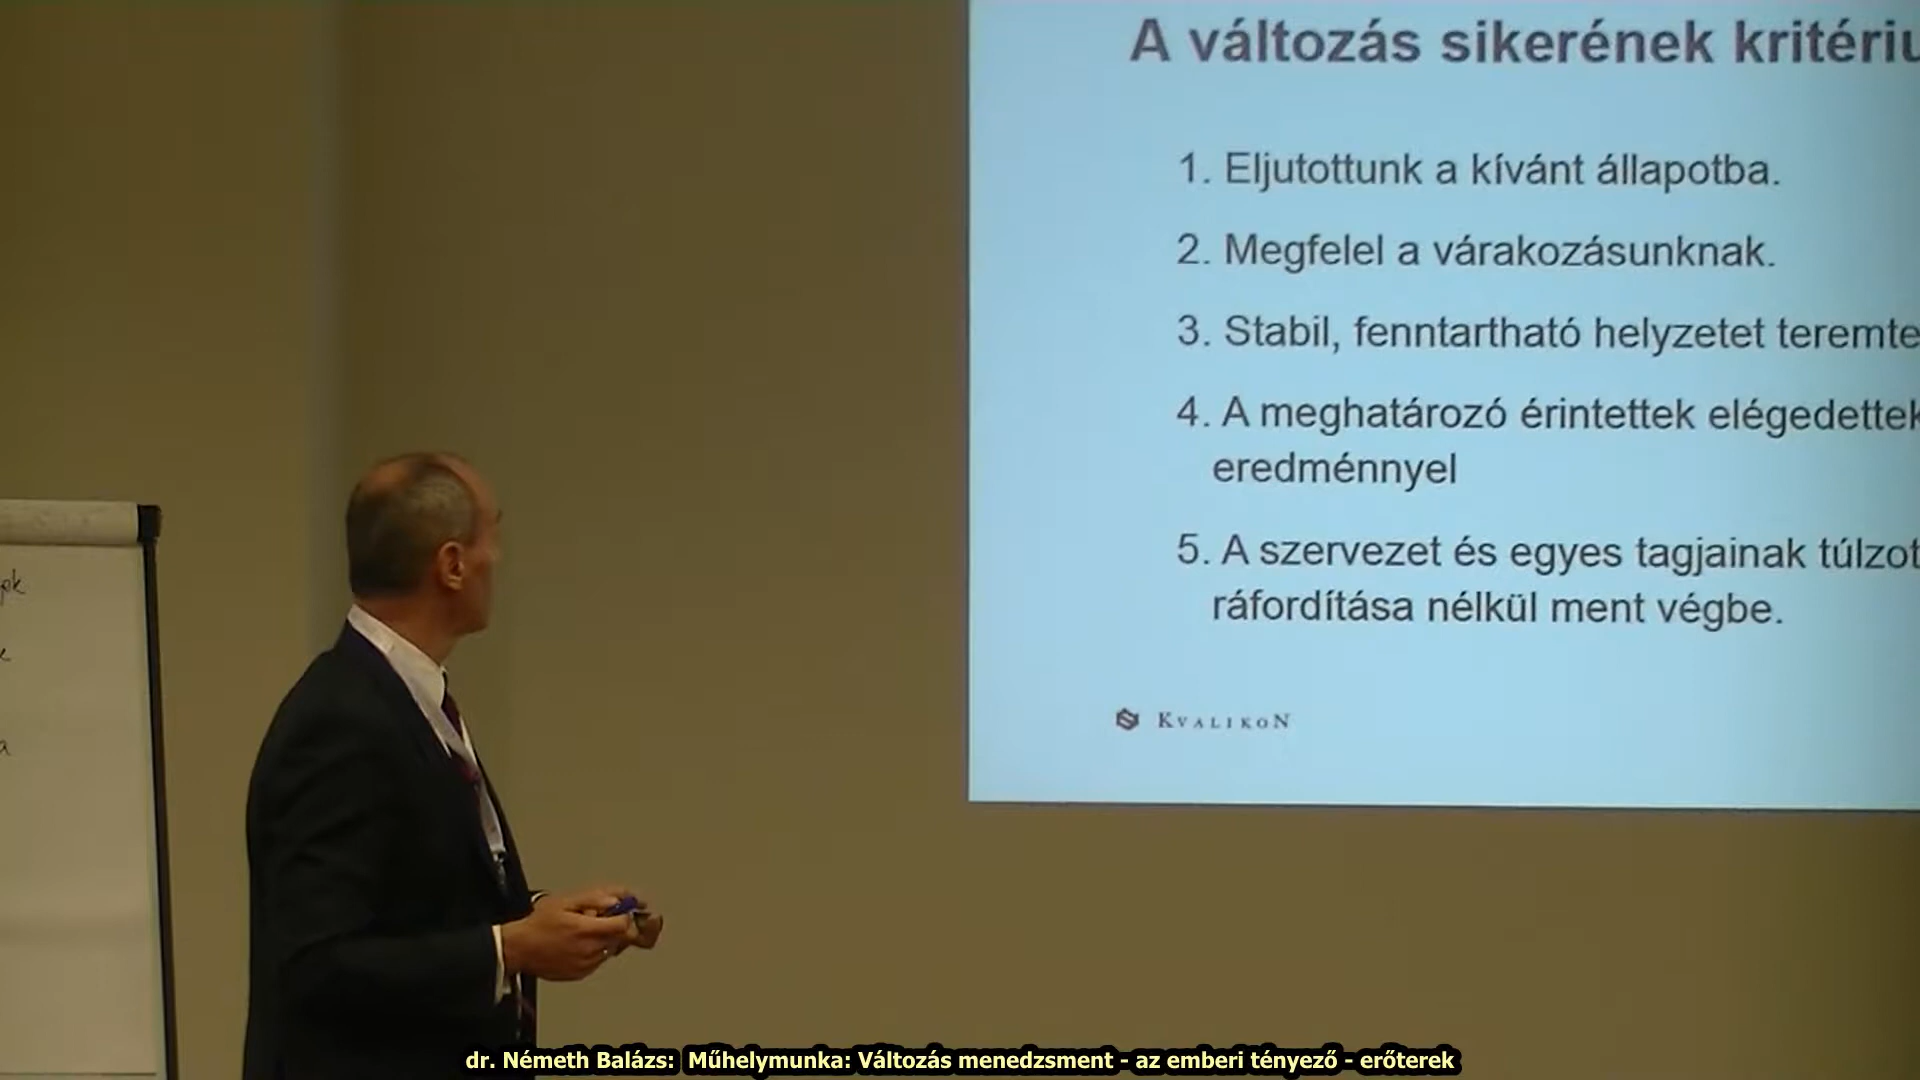 A változás sikerének kritériu
1. Eljutottunk a kívánt állapotba.
2. Megfelel a várakozásunknak.
3. Stabil, fenntartható helyzetet teremte
4. A meghatározó érintettek elégedettek
eredménnyel
5. A szervezet és egyes tagjainak túlzot
ráfordítása nélkül ment végbe.
KVALIKON
dr. Németh Balázs: Műhelymunka: Változás menedzsment - az emberi tényező - erőterek